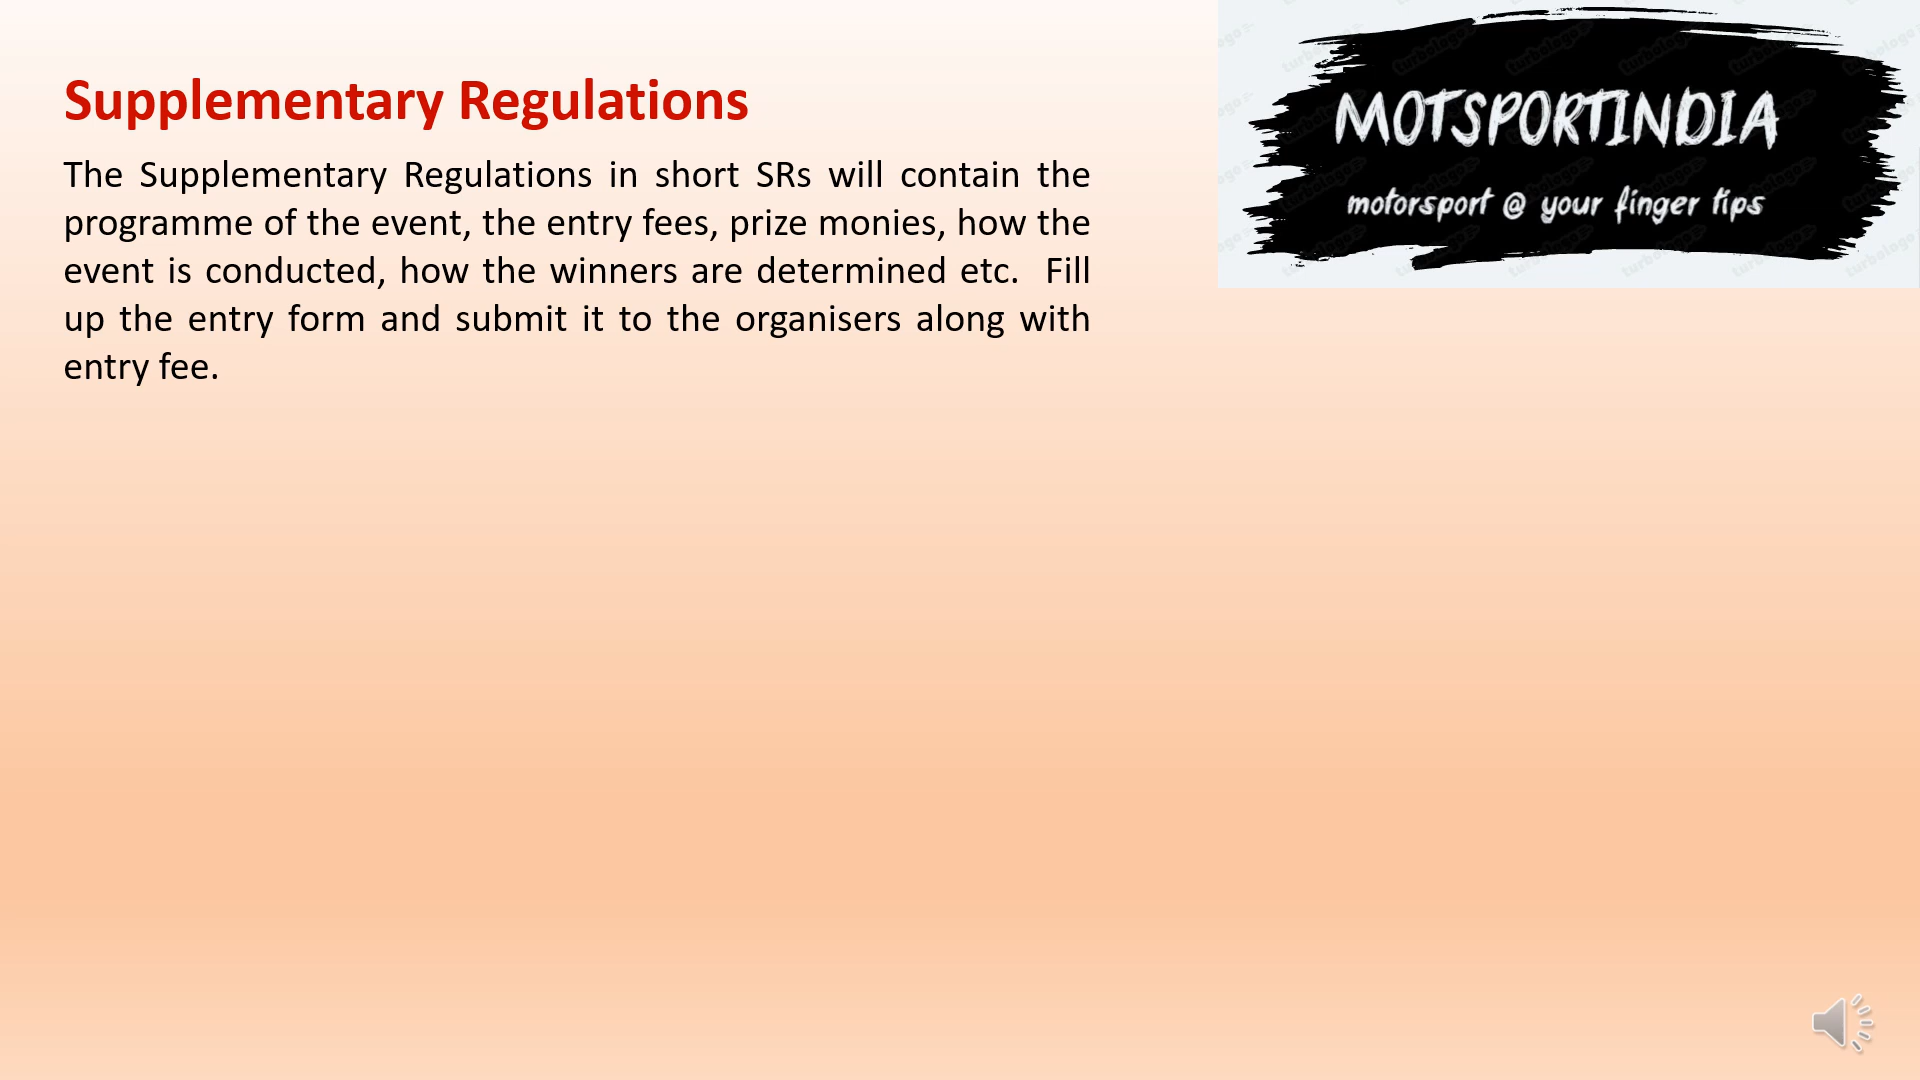 Supplementary Regulations
The Supplementary Regulations in short SRs will contain the
programme of the event, the entry fees, prize monies, how the
event is conducted, how the winners are determined etc.  Fill
up the entry form and submit it to the organisers along with
entry fee.
MOTSPORTINDIA
motorsport @ your finger tips
turbologo